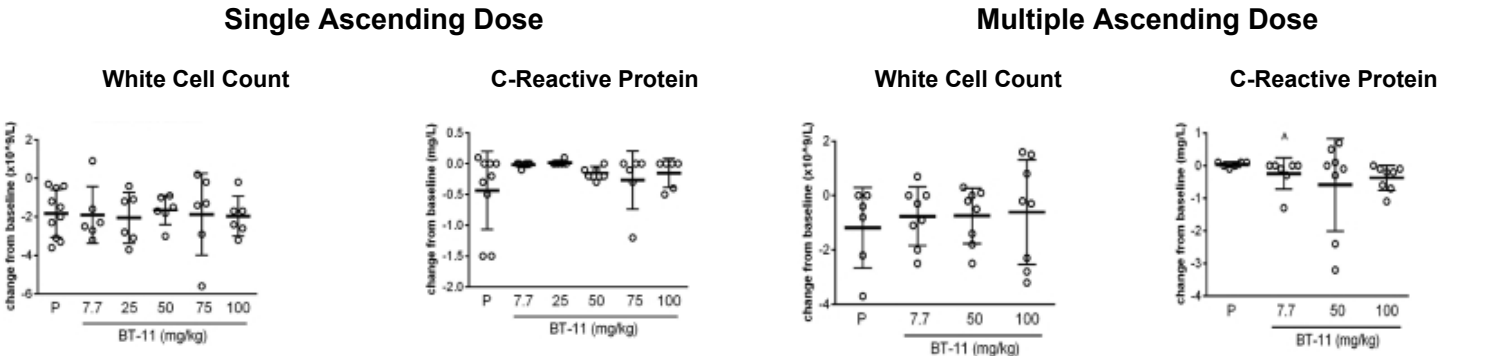 Single Ascending Dose
Multiple Ascending Dose
White Cell Count
C-Reactive Protein
White Cell Count
C-Reactive Protein
change from baseline (x10^9/L)
2
0
-2
-4
-6
P 7.7 25 50 75 100
BT-11 (mg/kg)
change from baseline (mg/L)
0.5
0.0
-0.5
-1.0
-1.5
-2.0
P 7.7 25 50 75 100
BT-11 (mg/kg)
change from baseline (x10^9/L)
2
0
-2
-4
P 7.7 50 100
BT-11 (mg/kg)
change from baseline (mg/L)
1
0
-1
-2
-3
-4
^
P 7.7 50 100
BT-11 (mg/kg)